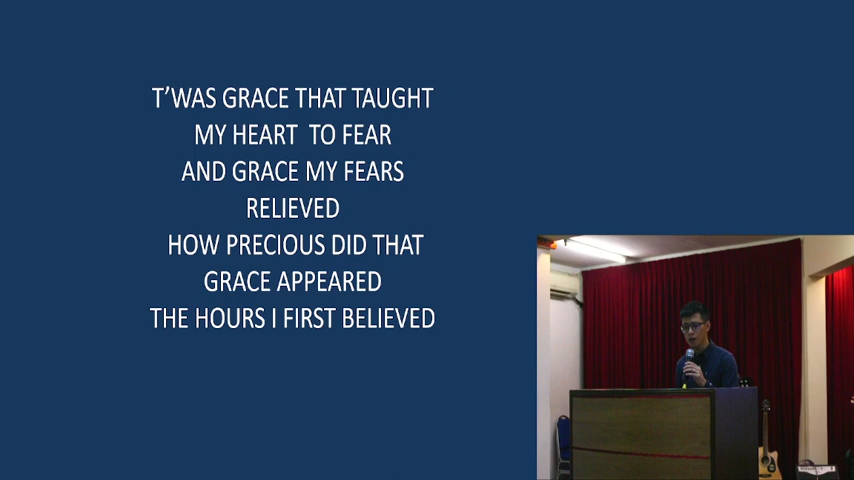 T'WAS GRACE THAT TAUGHT
MY HEART TO FEAR
AND GRACE MY FEARS
RELIEVED
HOW PRECIOUS DID THAT
GRACE APPEARED
THE HOURS I FIRST BELIEVED